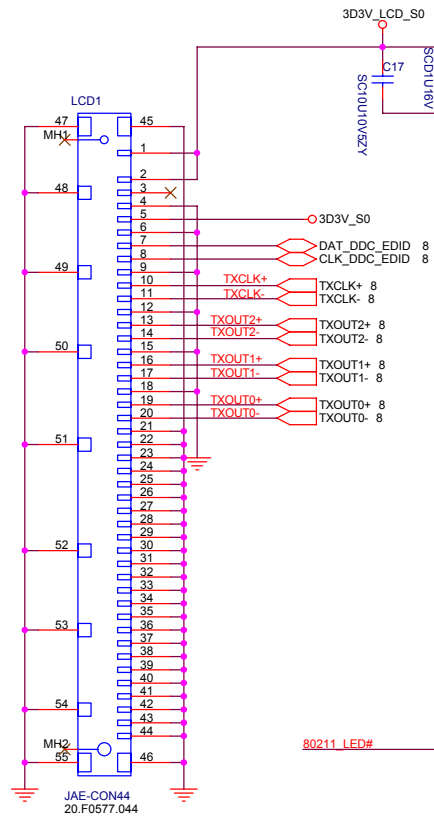 3D3V_LCD_S0
C17
SC10U10V5ZY
SCD1U16V
LCD1
47
45
MH1
1
2
48
3
4
5
3D3V_S0
6
7
DAT_DDC_EDID 8
8
CLK_DDC_EDID 8
49
9
10
TXCLK+
TXCLK+ 8
11
TXCLK-
TXCLK- 8
12
13
TXOUT2+
TXOUT2+ 8
14
TXOUT2-
TXOUT2- 8
50
15
16
TXOUT1+
TXOUT1+ 8
17
TXOUT1-
TXOUT1- 8
18
19
TXOUT0+
TXOUT0+ 8
20
TXOUT0-
TXOUT0- 8
21
51
22
23
24
25
26
27
28
29
52
30
31
32
33
34
35
53
36
37
38
39
40
41
54
42
43
44
MH2
80211_LED#
55
46
JAE-CON44
20.F0577.044